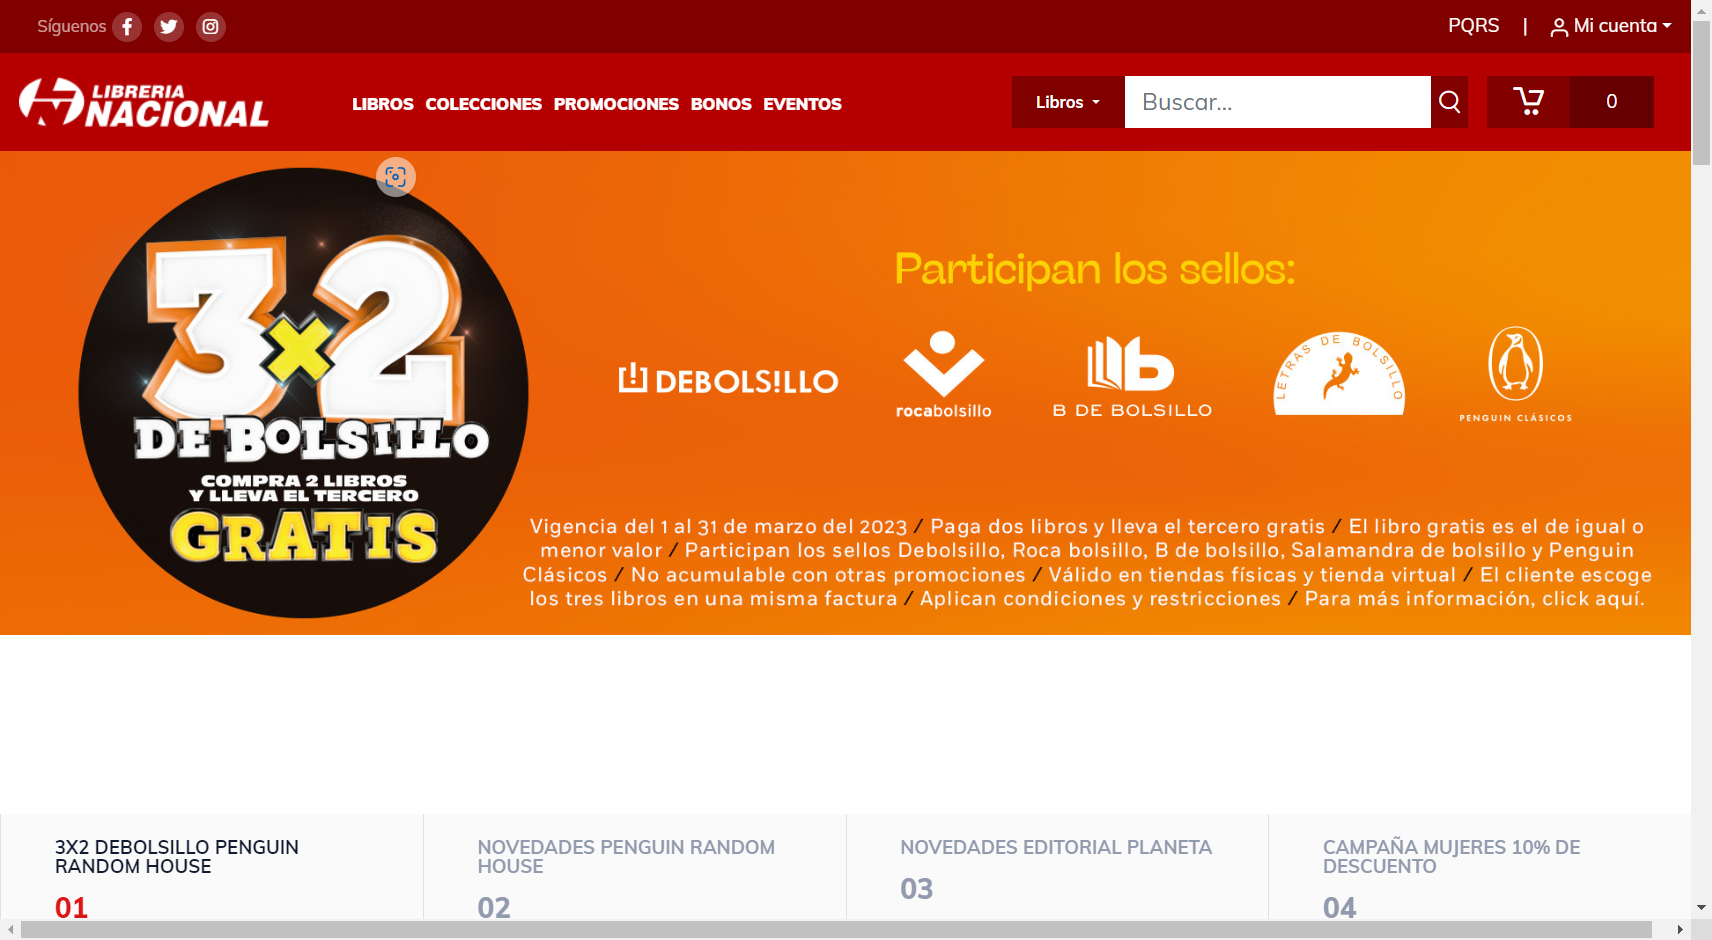 Síguenos
PQRS | Mi cuenta
LIBRERIA
NACIONAL
LIBROS COLECCIONES PROMOCIONES BONOS EVENTOS
Libros
Buscar...
0
3x2
DE BOLSILLO
COMPRA 2 LIBROS
Y LLEVA EL TERCERO
GRATIS
Participan los sellos:
DEBOLS!LLO
rocabolsillo
B DE BOLSILLO
LETRAS DE BOLSILLO
PENGUIN CLÁSICOS
Vigencia del 1 al 31 de marzo del 2023 / Paga dos libros y lleva el tercero gratis / El libro gratis es el de igual o
menor valor / Participan los sellos Debolsillo, Roca bolsillo, B de bolsillo, Salamandra de bolsillo y Penguin
Clásicos / No acumulable con otras promociones / Válido en tiendas físicas y tienda virtual / El cliente escoge
los tres libros en una misma factura / Aplican condiciones y restricciones / Para más información, click aquí.
3X2 DEBOLSILLO PENGUIN
RANDOM HOUSE
01
NOVEDADES PENGUIN RANDOM
HOUSE
02
NOVEDADES EDITORIAL PLANETA
03
CAMPAÑA MUJERES 10% DE
DESCUENTO
04